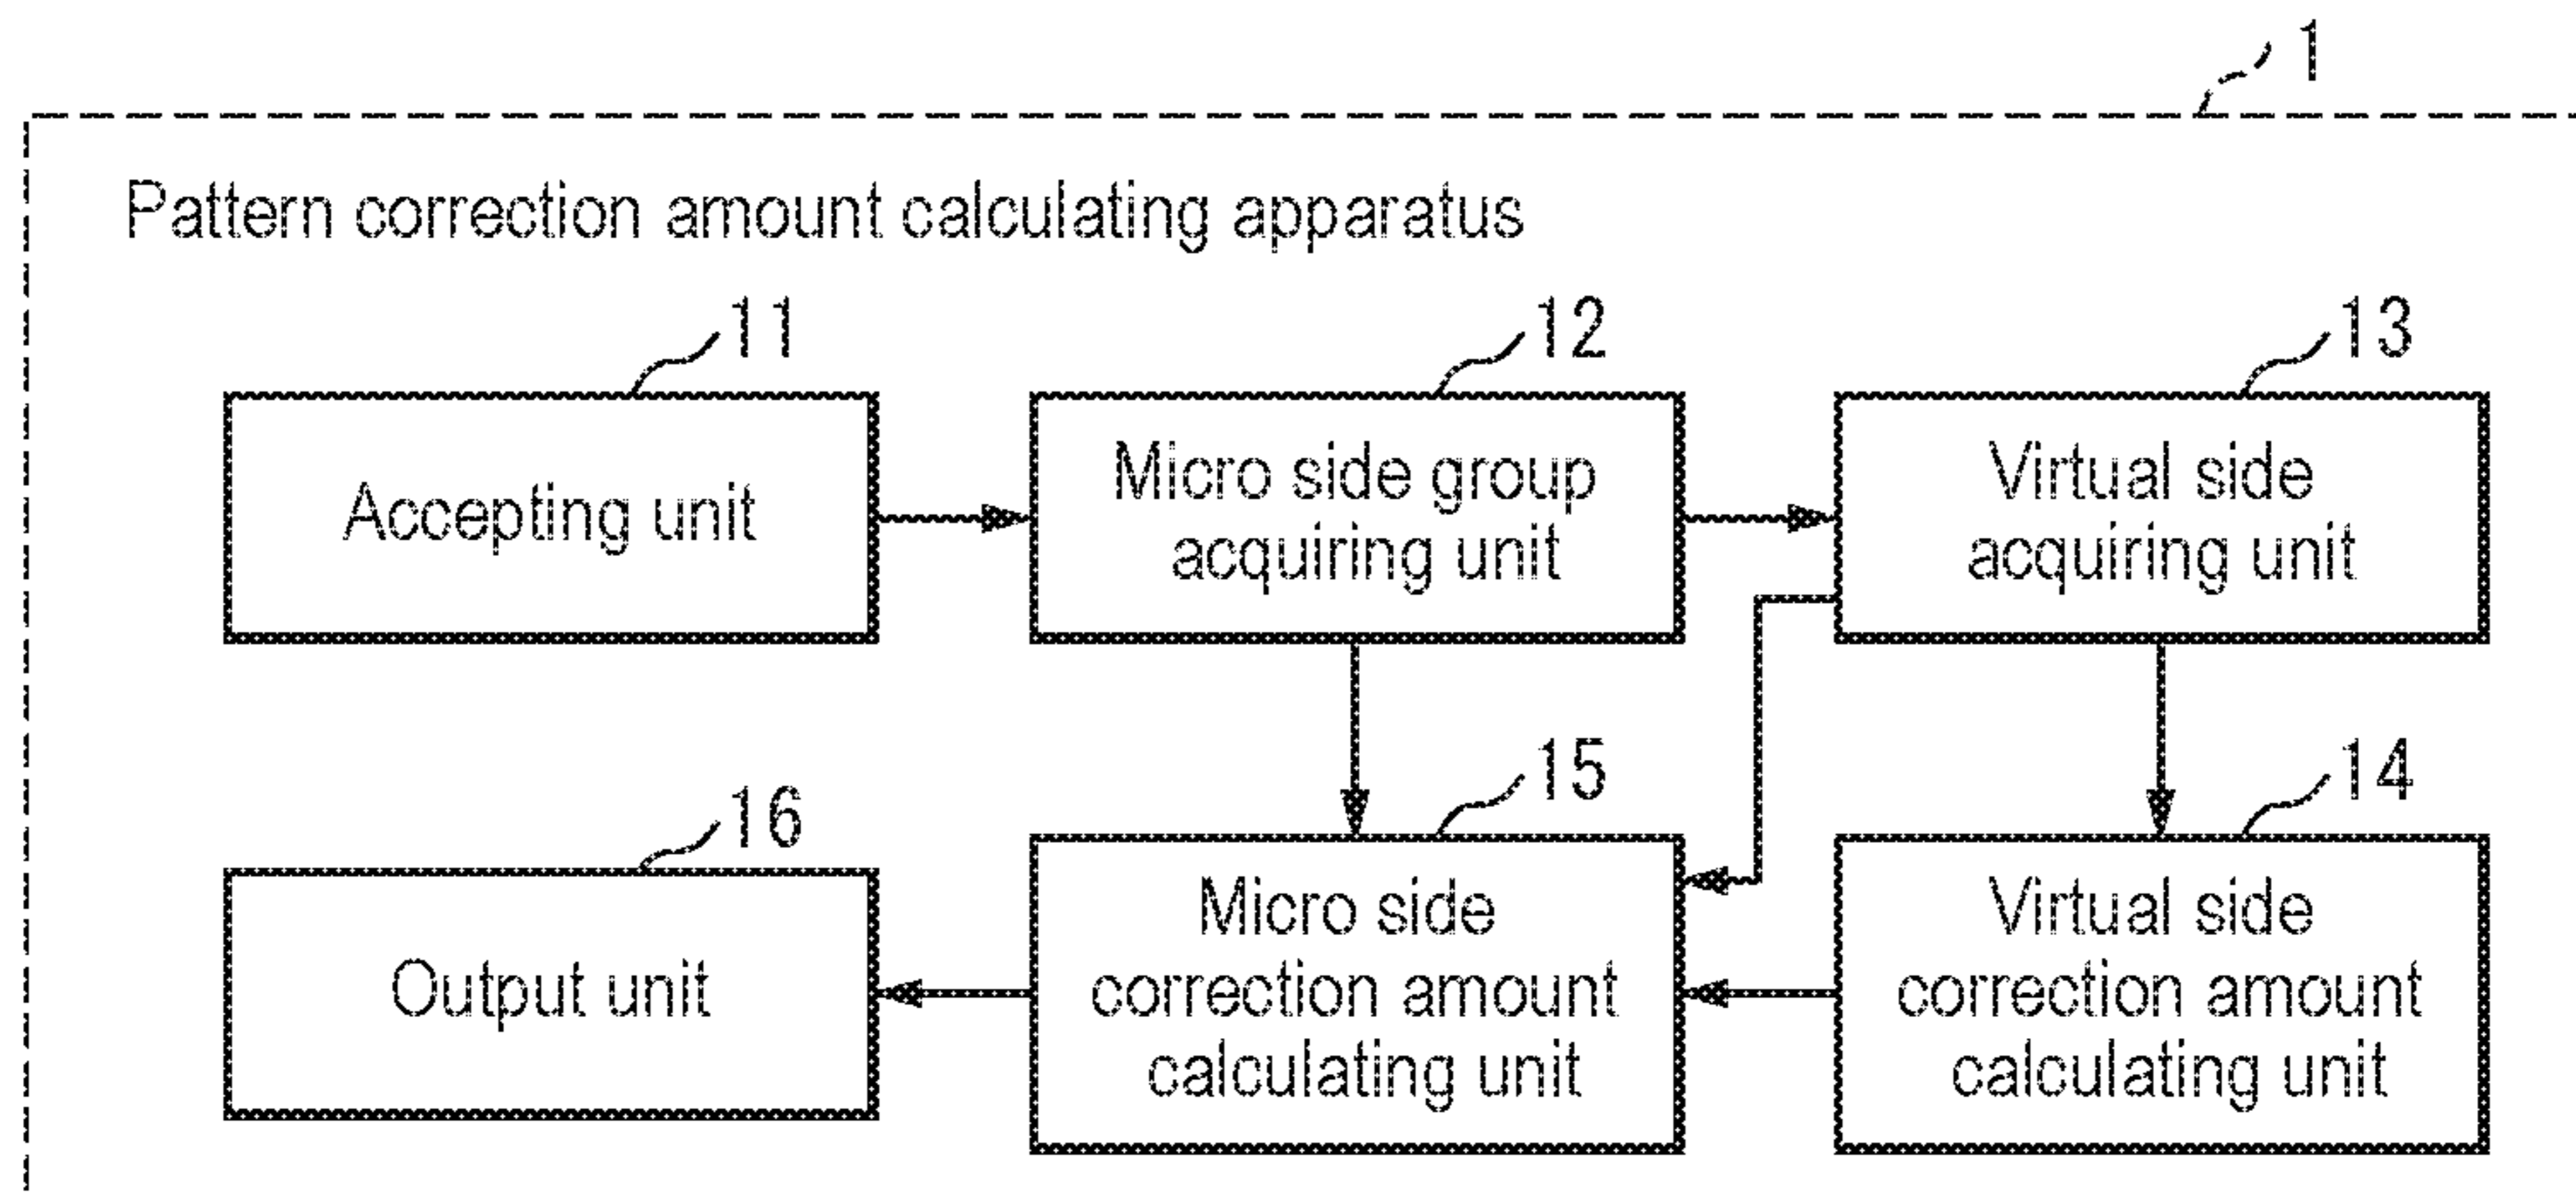 1
Pattern correction amount calculating apparatus
11
12
13
Accepting unit
Micro side group
acquiring unit
Virtual side
acquiring unit
16
15
14
Output unit
Micro side
correction amount
calculating unit
Virtual side
correction amount
calculating unit